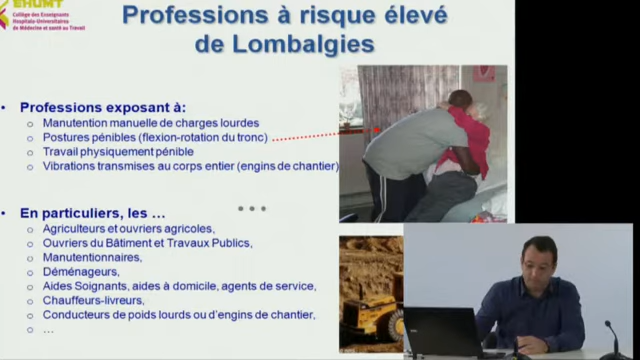 EHUMT
Collège des Enseignants
Hospitalo-Universitaires
de Médecine et santé au Travail
Professions à risque élevé
de Lombalgies
• Professions exposant à:
o Manutention manuelle de charges lourdes
o Postures pénibles (flexion-rotation du tronc)
o Travail physiquement pénible
o Vibrations transmises au corps entier (engins de chantier)
• En particuliers, les …
o Agriculteurs et ouvriers agricoles,
o Ouvriers du Bâtiment et Travaux Publics,
o Manutentionnaires,
o Déménageurs,
o Aides Soignants, aides à domicile, agents de service,
o Chauffeurs-livreurs,
o Conducteurs de poids lourds ou d'engins de chantier,
o …